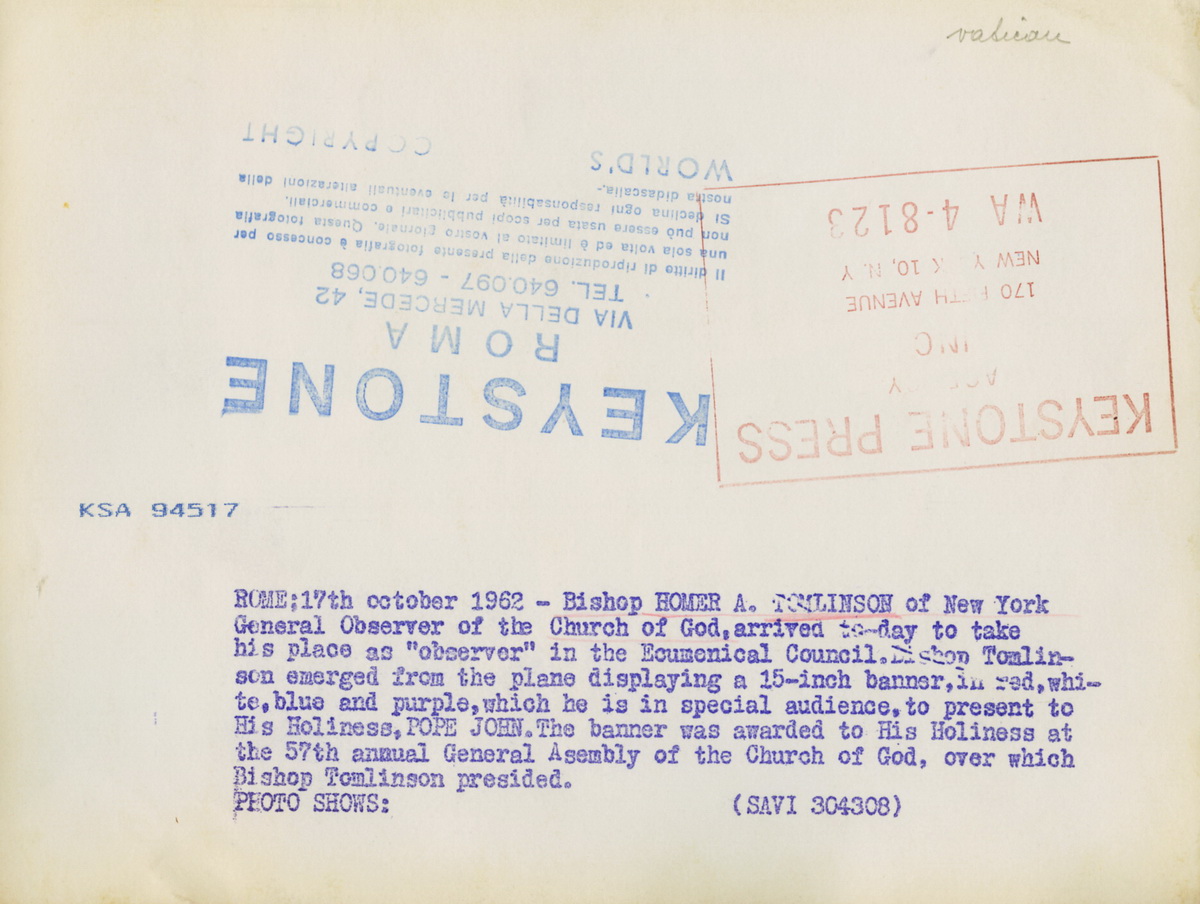 vatican
KEYSTONE
ROMA
VIA DELLA MERCEDE, 42
TEL. 640.097 - 640.068
Il diritto di riproduzione della presente fotografia è concesso per
una sola volta ed è limitato al vostro giornale. Questa fotografia
non può essere usata per scopi pubblicitari e commerciali.
Si declina ogni responsabilità per le eventuali alterazioni della
nostra didascalia.-
WORLD'S COPYRIGHT
KEYSTONE PRESS
INC
170 FIFTH AVENUE
NEW Y K 10, N. Y
WA 4-8123
KSA 94517
ROME;17th october 1962 - Bishop HOMER A. TOMLINSON of New York
General Observer of the Church of God,arrived to-day to take
his place as "observer" in the Ecumenical Council.Bishop Tomlin-
son emerged from the plane displaying a 15-inch banner,in red,whi-
te,blue and purple,which he is in special audience,to present to
His Holiness,POPE JOHN.The banner was awarded to His Holiness at
the 57th annual General Asembly of the Church of God, over which
Bishop Tomlinson presided.
PHOTO SHOWS: (SAVI 304308)